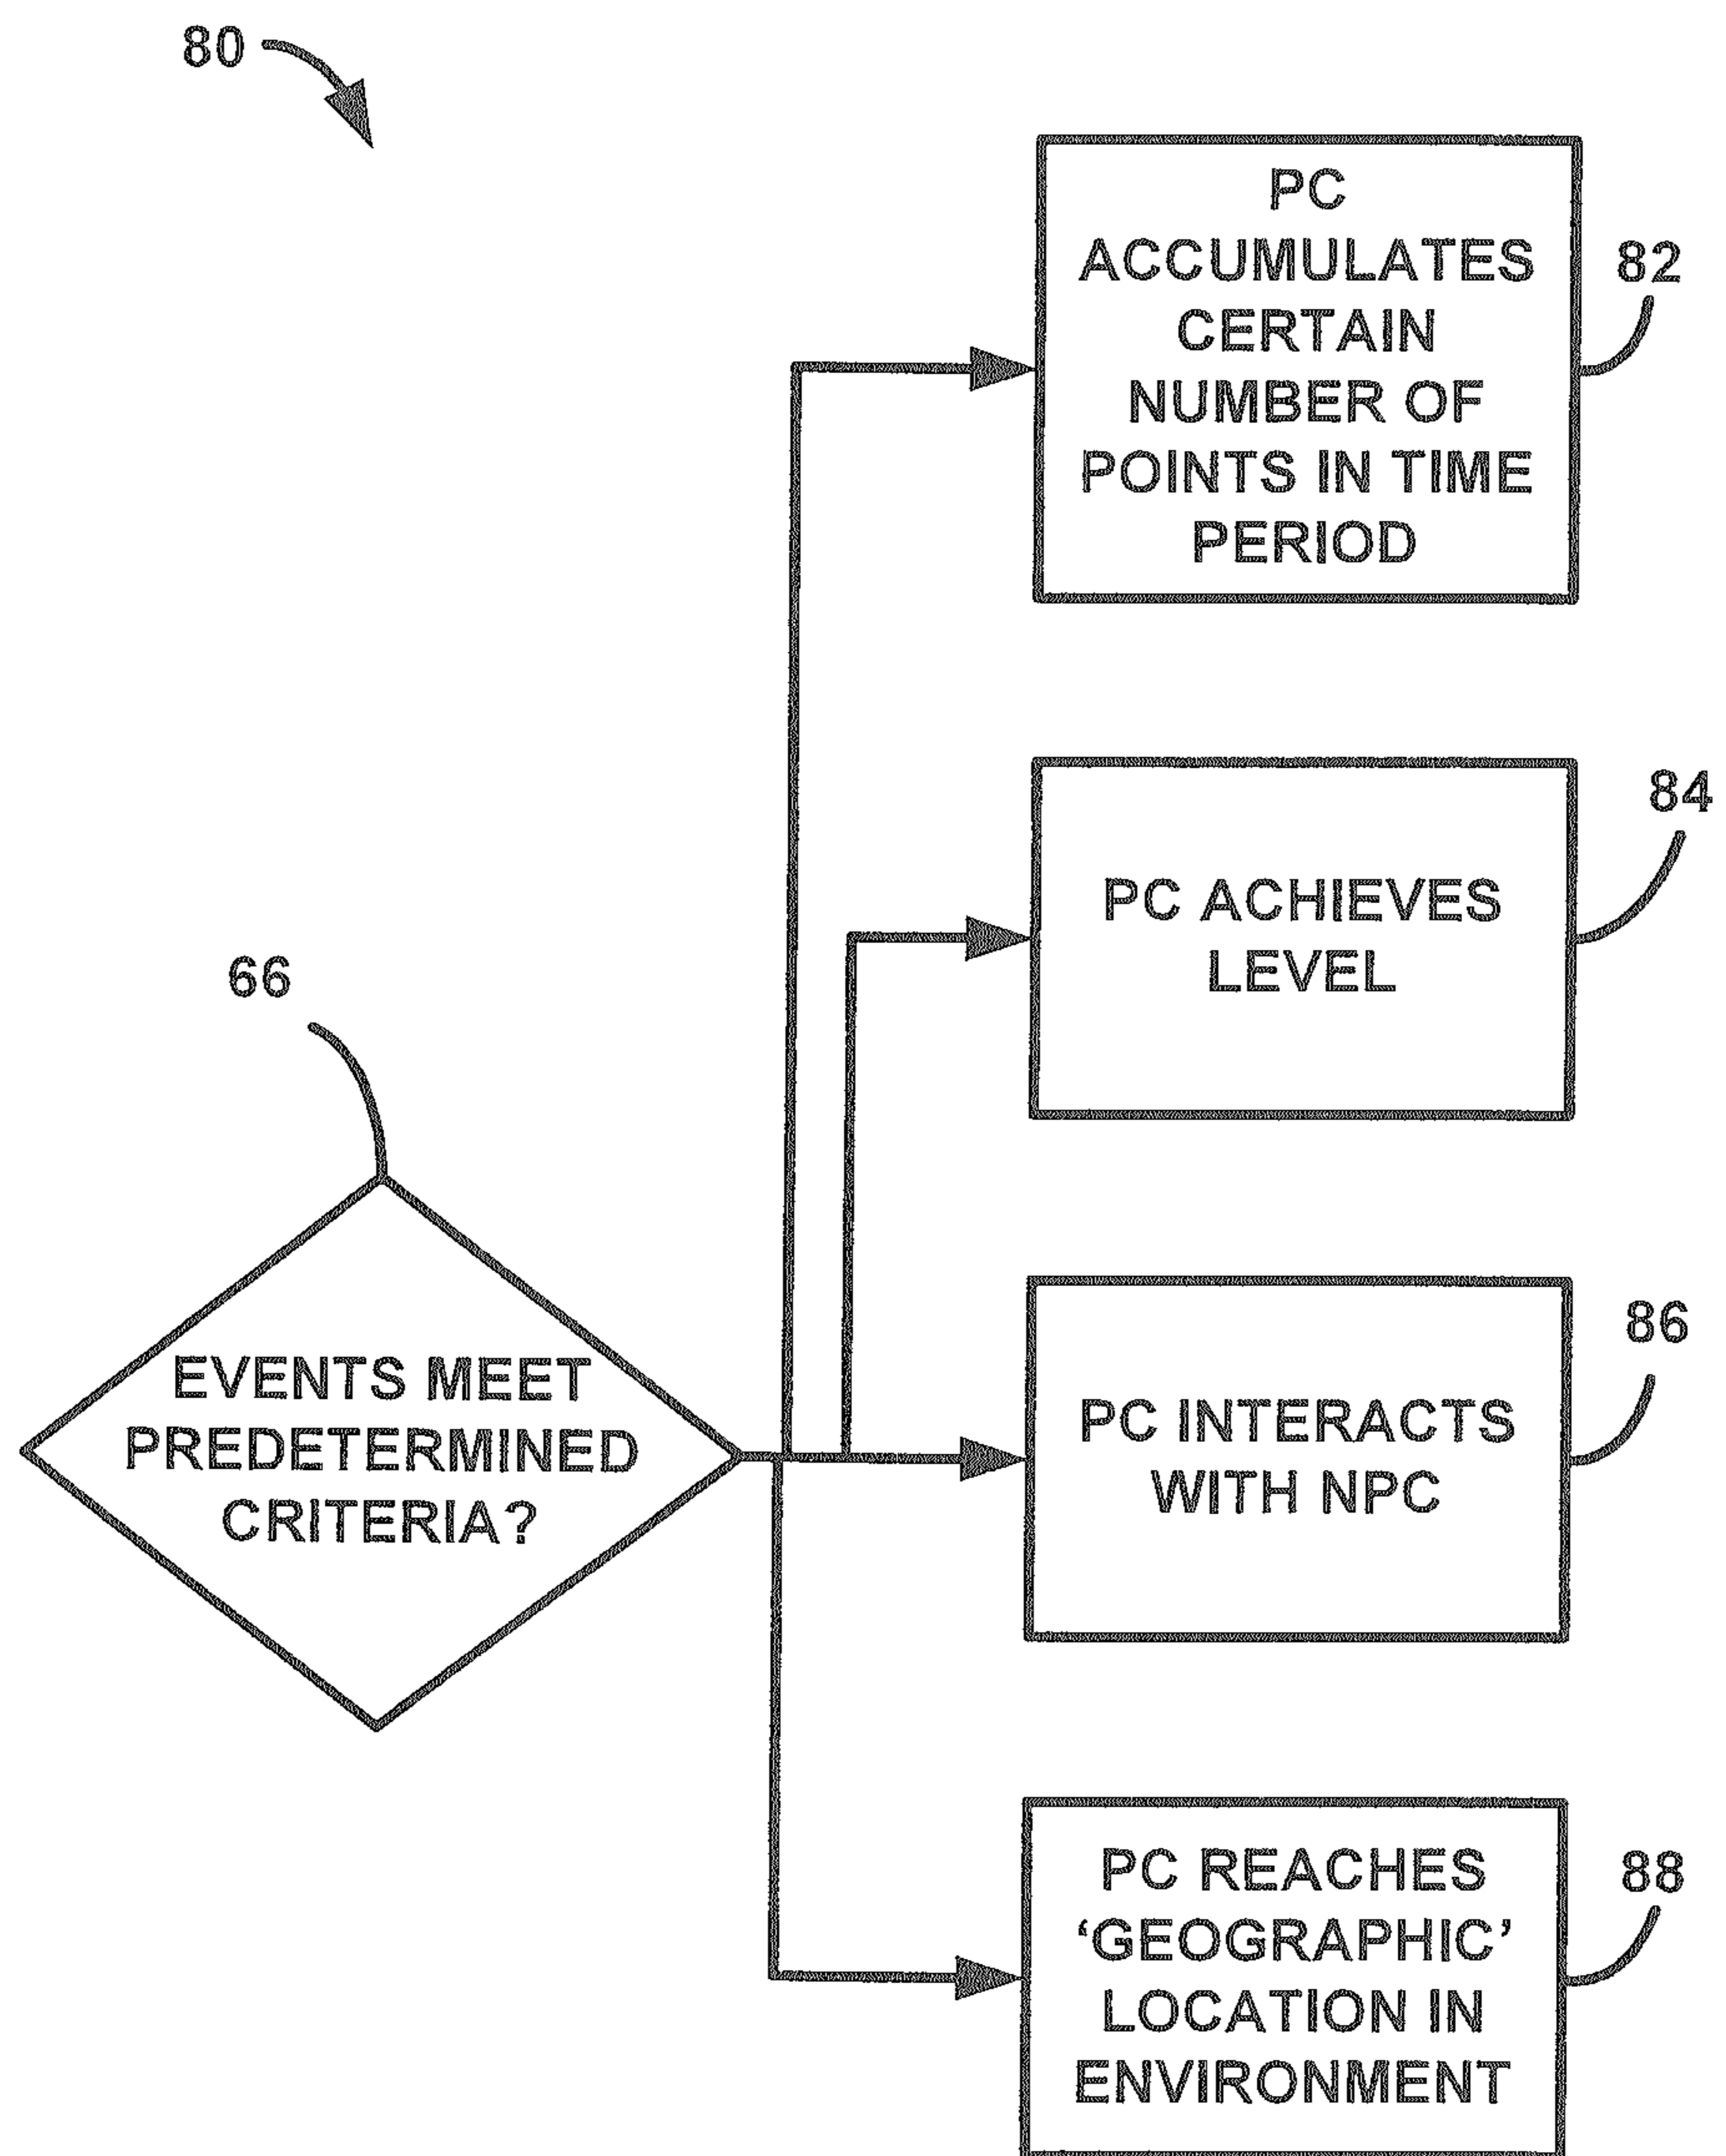 80
PC
ACCUMULATES
CERTAIN
NUMBER OF
POINTS IN TIME
PERIOD
82
PC ACHIEVES
LEVEL
84
66
EVENTS MEET
PREDETERMINED
CRITERIA?
PC INTERACTS
WITH NPC
86
PC REACHES
‘GEOGRAPHIC’
LOCATION IN
ENVIRONMENT
88